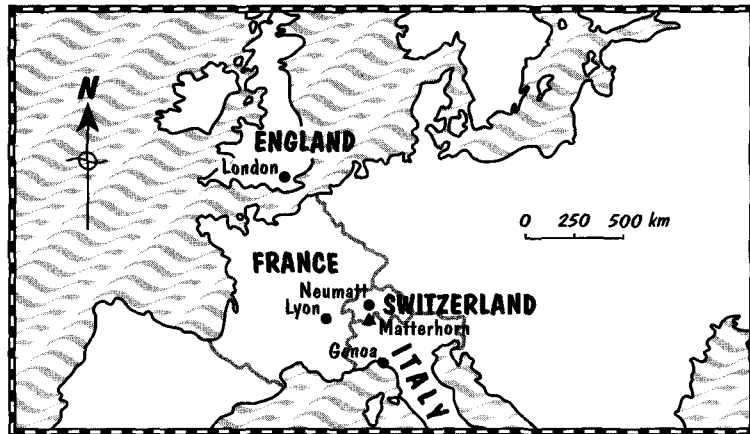 N
ENGLAND
London
0 250 500 km
FRANCE
Neumatt
SWITZERLAND
Lyon
Matterhorn
Genoa
ITALY